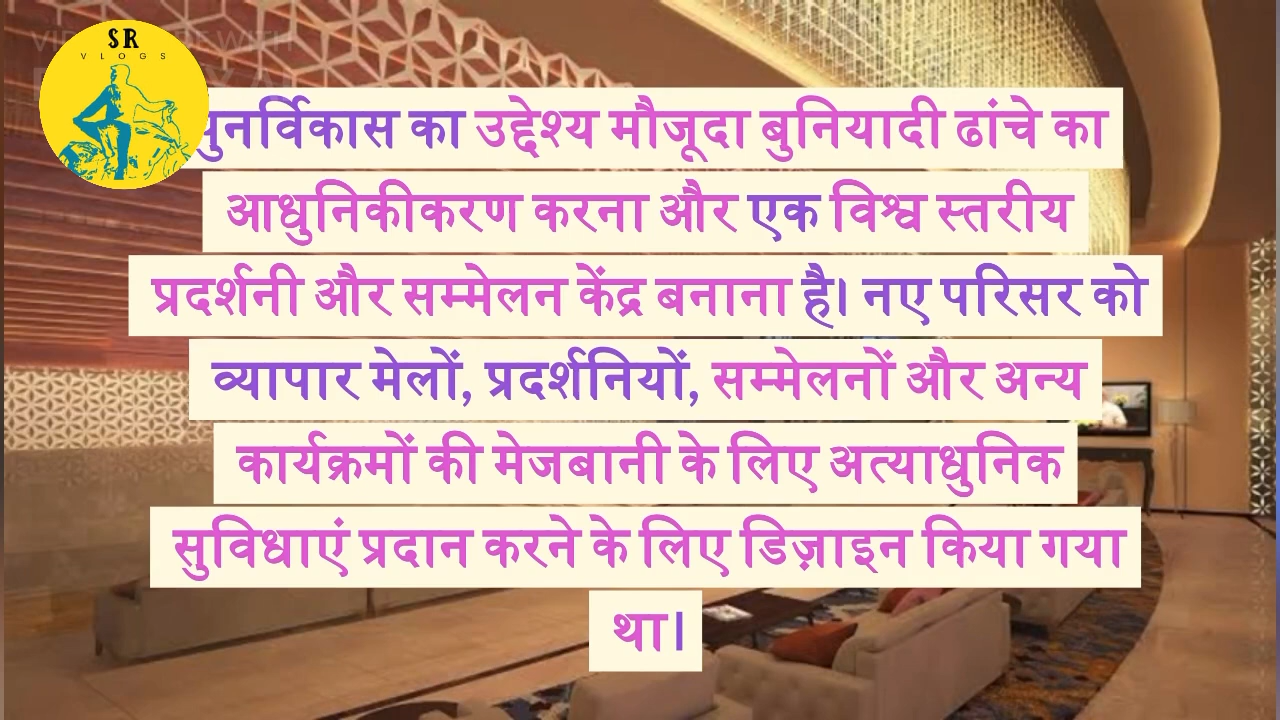 SR
VLOGS
पुनर्विकास का उद्देश्य मौजूदा बुनियादी ढांचे का
आधुनिकीकरण करना और एक विश्व स्तरीय
प्रदर्शनी और सम्मेलन केंद्र बनाना है। नए परिसर को
व्यापार मेलों, प्रदर्शनियों, सम्मेलनों और अन्य
कार्यक्रमों की मेजबानी के लिए अत्याधुनिक
सुविधाएं प्रदान करने के लिए डिज़ाइन किया गया
था।